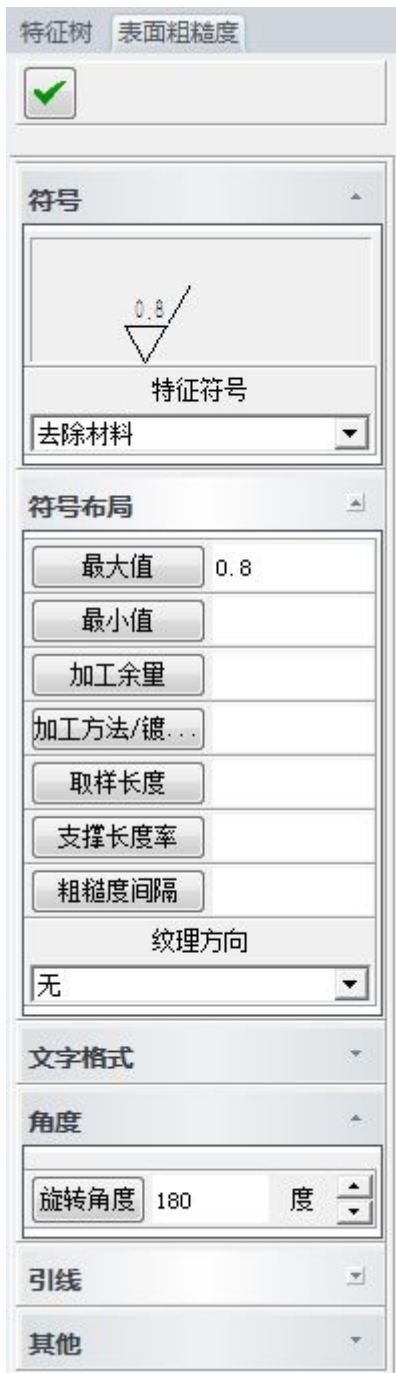 特征树 表面粗糙度
符号
0.8
特征符号
去除材料
符号布局
最大值 0.8
最小值
加工余量
加工方法/镀...
取样长度
支撑长度率
粗糙度间隔
纹理方向
无
文字格式
角度
旋转角度 180 度
引线
其他